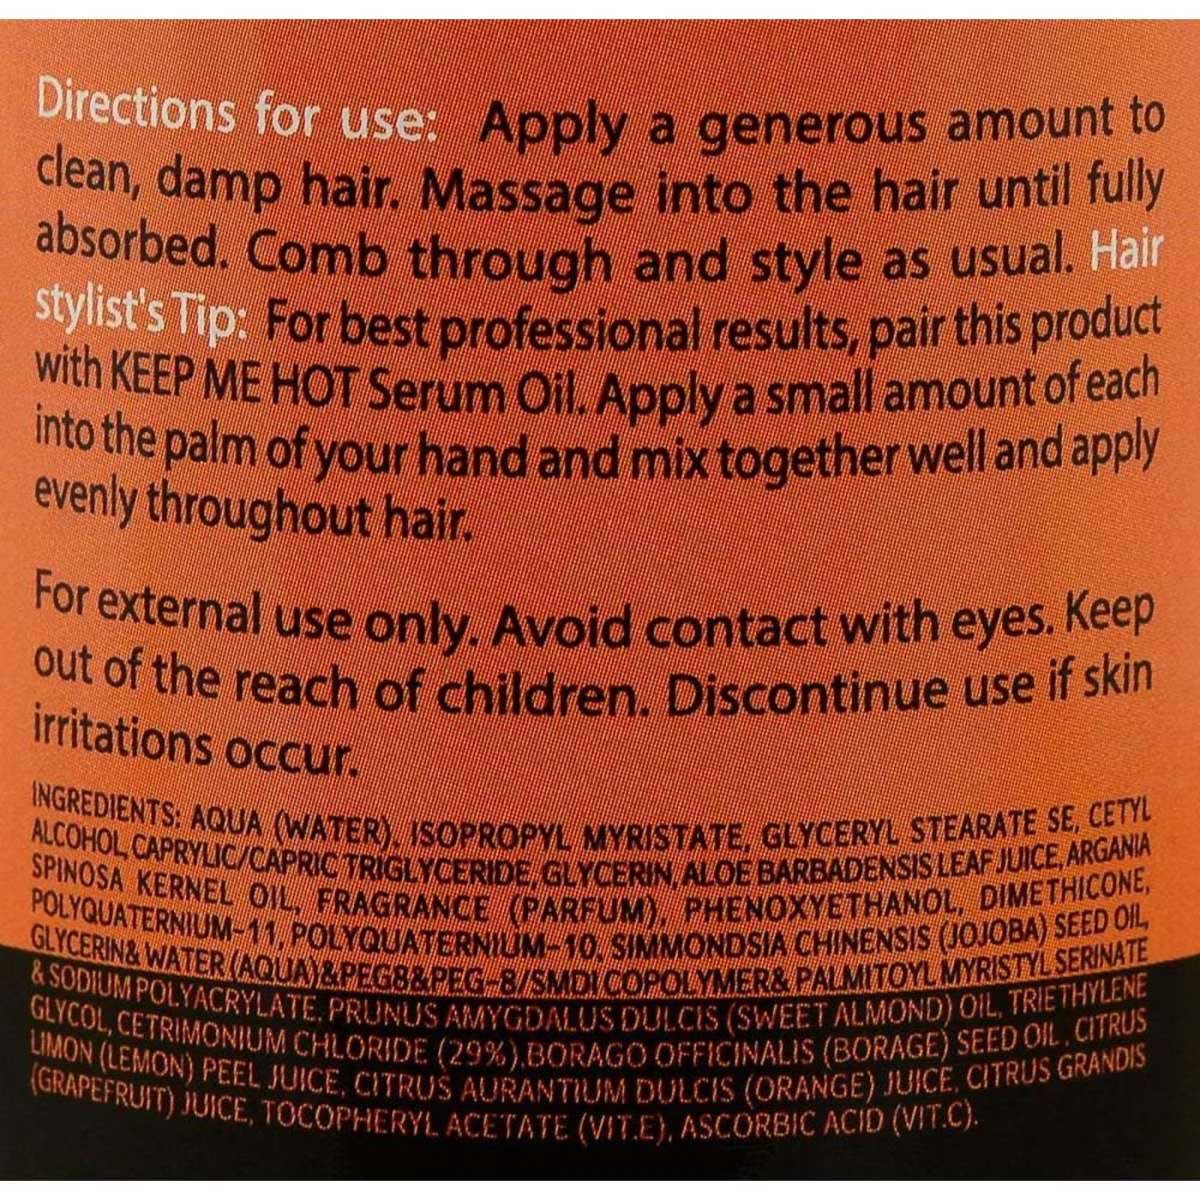 Directions for use: Apply a generous amount to
clean, damp hair. Massage into the hair until fully
absorbed. Comb through and style as usual. Hair
stylist's Tip: For best professional results, pair this product
with KEEP ME HOT Serum Oil. Apply a small amount of each
into the palm of your hand and mix together well and apply
evenly throughout hair.
For external use only. Avoid contact with eyes. Keep
out of the reach of children. Discontinue use if skin
irritations occur.
INGREDIENTS: AQUA (WATER), ISOPROPYL MYRISTATE, GLYCERYL STEARATE SE, CETYL
ALCOHOL, CAPRYLIC/CAPRIC TRIGLYCERIDE, GLYCERIN, ALOE BARBADENSIS LEAF JUICE, ARGANIA
SPINOSA KERNEL OIL, FRAGRANCE (PARFUM), PHENOXYETHANOL, DIMETHICONE,
POLYQUATERNIUM-11, POLYQUATERNIUM-10, SIMMONDSIA CHINENSIS (JOJOBA) SEED OIL,
GLYCERIN& WATER (AQUA)&PEG8&PEG-8/SMDI COPOLYMER& PALMITOYL MYRISTYL SERINATE
& SODIUM POLYACRYLATE. PRUNUS AMYGDALUS DULCIS (SWEET ALMOND) OIL, TRIETHYLENE
GLYCOL, CETRIMONIUM CHLORIDE (29%),BORAGO OFFICINALIS (BORAGE) SEED OIL . CITRUS
LIMON (LEMON) PEEL JUICE, CITRUS AURANTIUM DULCIS (ORANGE) JUICE, CITRUS GRANDIS
(GRAPEFRUIT) JUICE, TOCOPHERYL ACETATE (VIT.E), ASCORBIC ACID (VIT.C).